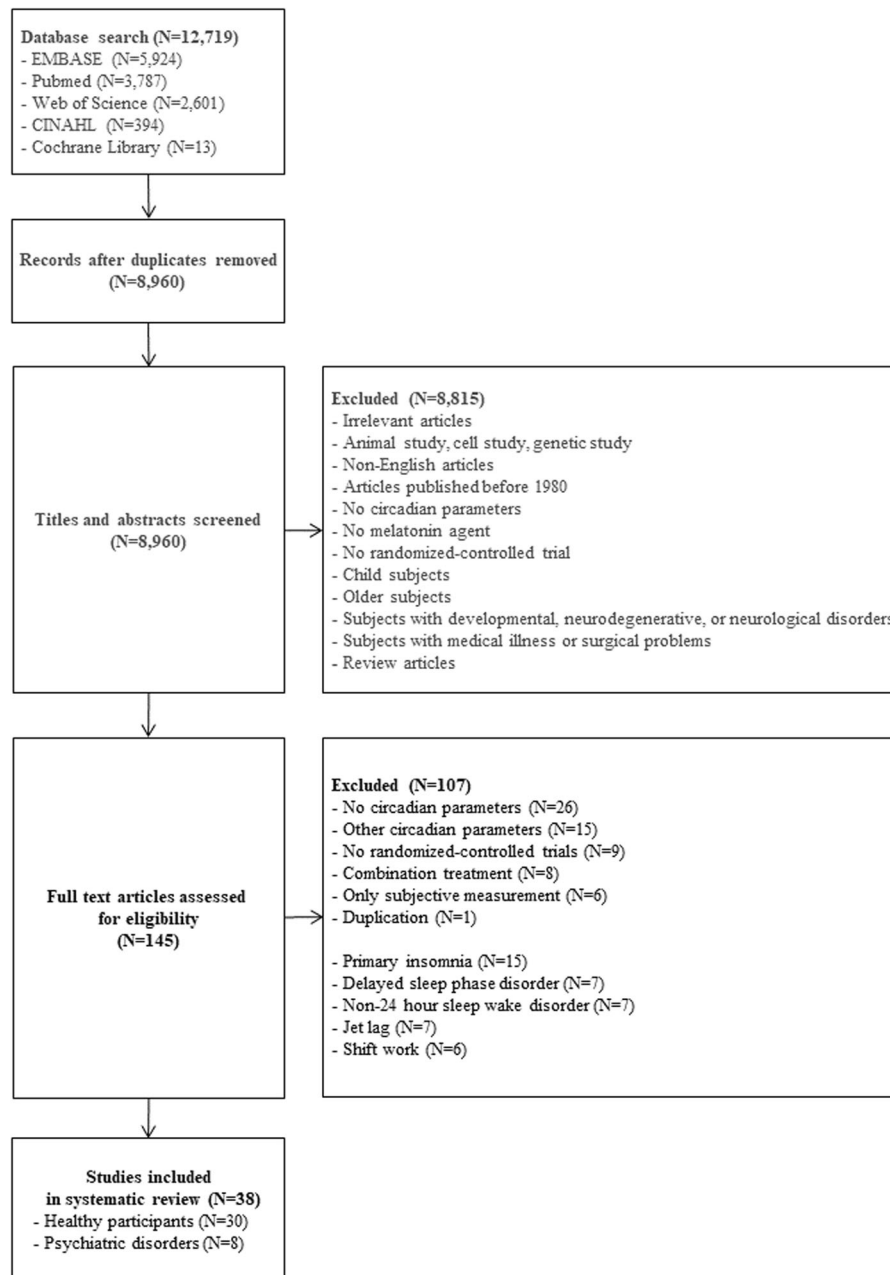 Database search (N=12,719)
- EMBASE (N=5,924)
- Pubmed (N=3,787)
- Web of Science (N=2,601)
- CINAHL (N=394)
- Cochrane Library (N=13)
Records after duplicates removed
(N=8,960)
Titles and abstracts screened
(N=8,960)
Excluded (N=8,815)
- Irrelevant articles
- Animal study, cell study, genetic study
- Non-English articles
- Articles published before 1980
- No circadian parameters
- No melatonin agent
- No randomized-controlled trial
- Child subjects
- Older subjects
- Subjects with developmental, neurodegenerative, or neurological disorders
- Subjects with medical illness or surgical problems
- Review articles
Full text articles assessed
for eligibility
(N=145)
Excluded (N=107)
- No circadian parameters (N=26)
- Other circadian parameters (N=15)
- No randomized-controlled trials (N=9)
- Combination treatment (N=8)
- Only subjective measurement (N=6)
- Duplication (N=1)
- Primary insomnia (N=15)
- Delayed sleep phase disorder (N=7)
- Non-24 hour sleep wake disorder (N=7)
- Jet lag (N=7)
- Shift work (N=6)
Studies included
in systematic review (N=38)
- Healthy participants (N=30)
- Psychiatric disorders (N=8)